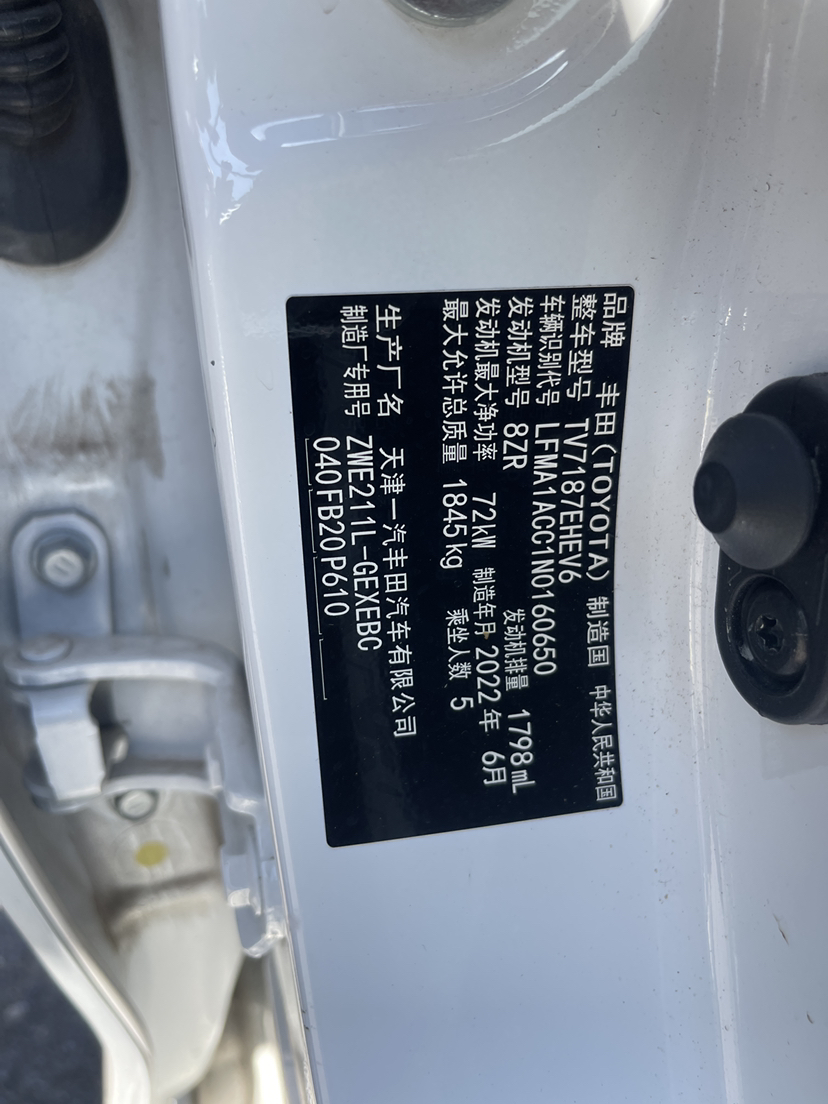 品牌 丰田(TOYOTA) 制造国 中华人民共和国
整车型号 TV7187EHEV6
车辆识别代号 LFMA1ACC1N0160650
发动机型号 8ZR 发动机排量 1798mL
发动机最大净功率 72kW 制造年月 2022年 6月
最大允许总质量 1845kg 乘坐人数 5
生产厂名 天津一汽丰田汽车有限公司
制造厂专用号 ZWE211L-GEXEBC
040FB20P610